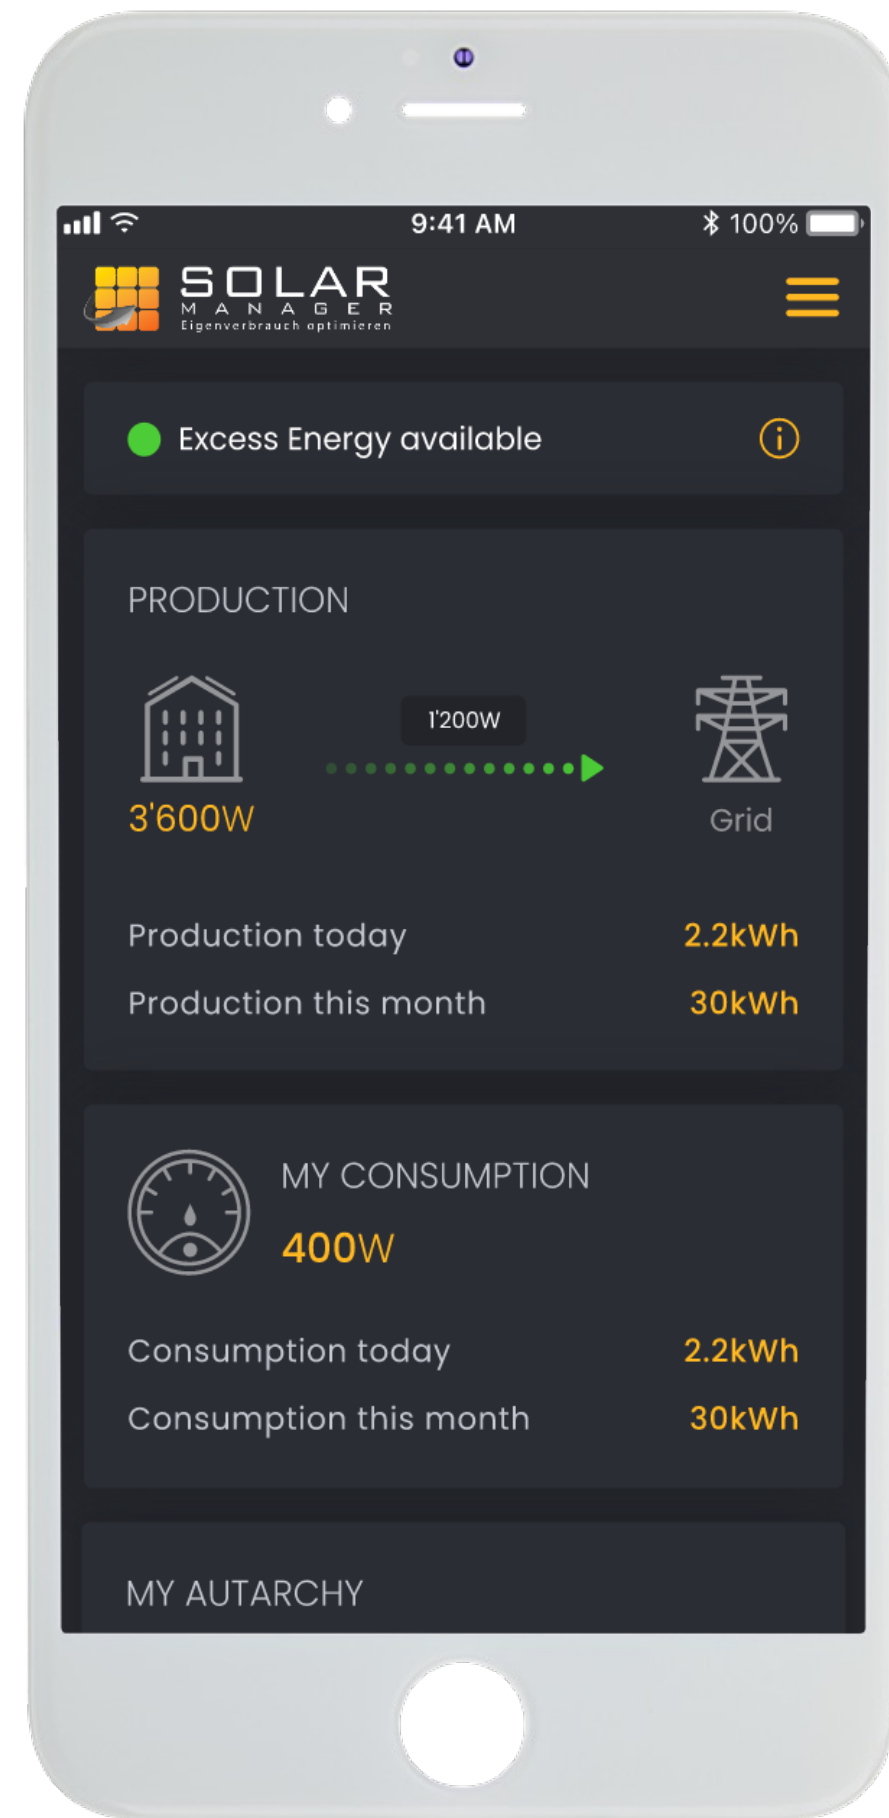 9:41 AM
100%
SOLAR
MANAGER
Eigenverbrauch optimieren
Excess Energy available
PRODUCTION
1'200W
3'600W
Grid
Production today
2.2kWh
Production this month
30kWh
MY CONSUMPTION
400W
Consumption today
2.2kWh
Consumption this month
30kWh
MY AUTARCHY